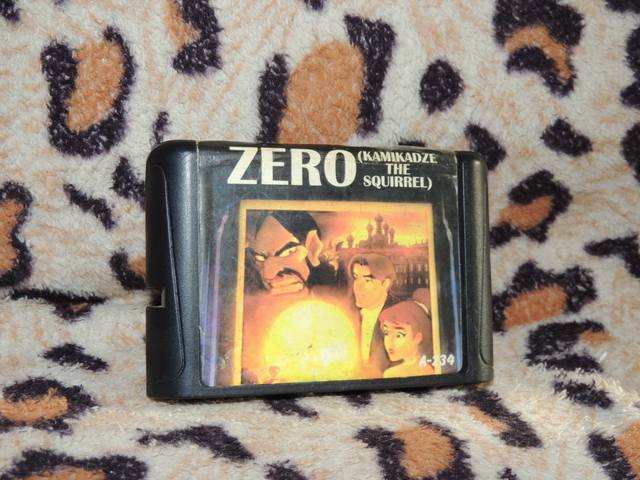 ZERO (KAMIKADZE
THE
SQUIRREL)
A-234